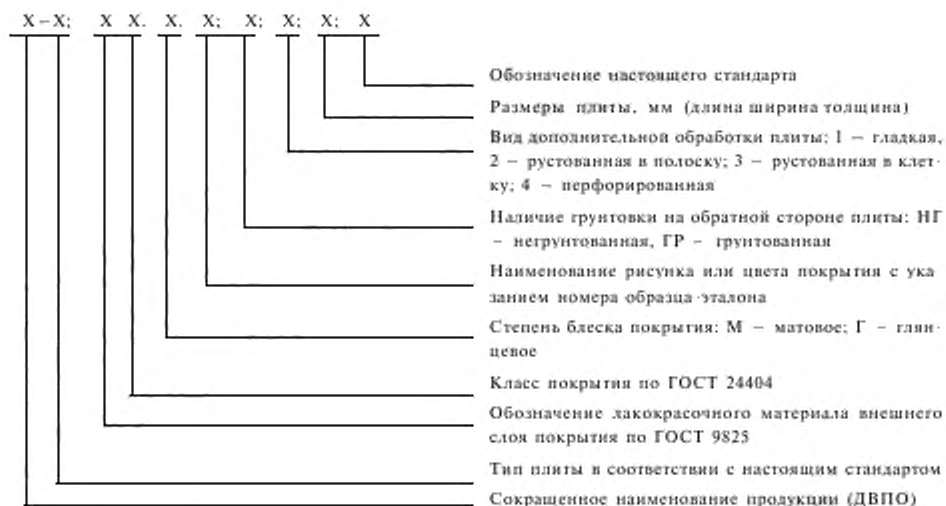 X–X; X X. X. X; X; X; X; X
Обозначение настоящего стандарта
Размеры плиты, мм (длина ширина толщина)
Вид дополнительной обработки плиты; 1 – гладкая,
2 – рустованная в полоску; 3 – рустованная в клет-
ку; 4 – перфорированная
Наличие грунтовки на обратной стороне плиты: НГ
– негрунтованная, ГР – грунтованная
Наименование рисунка или цвета покрытия с ука
занием номера образца-эталона
Степень блеска покрытия: М – матовое; Г – глян-
цевое
Класс покрытия по ГОСТ 24404
Обозначение лакокрасочного материала внешнего
слоя покрытия по ГОСТ 9825
Тип плиты в соответствии с настоящим стандартом
Сокращенное наименование продукции (ДВПО)